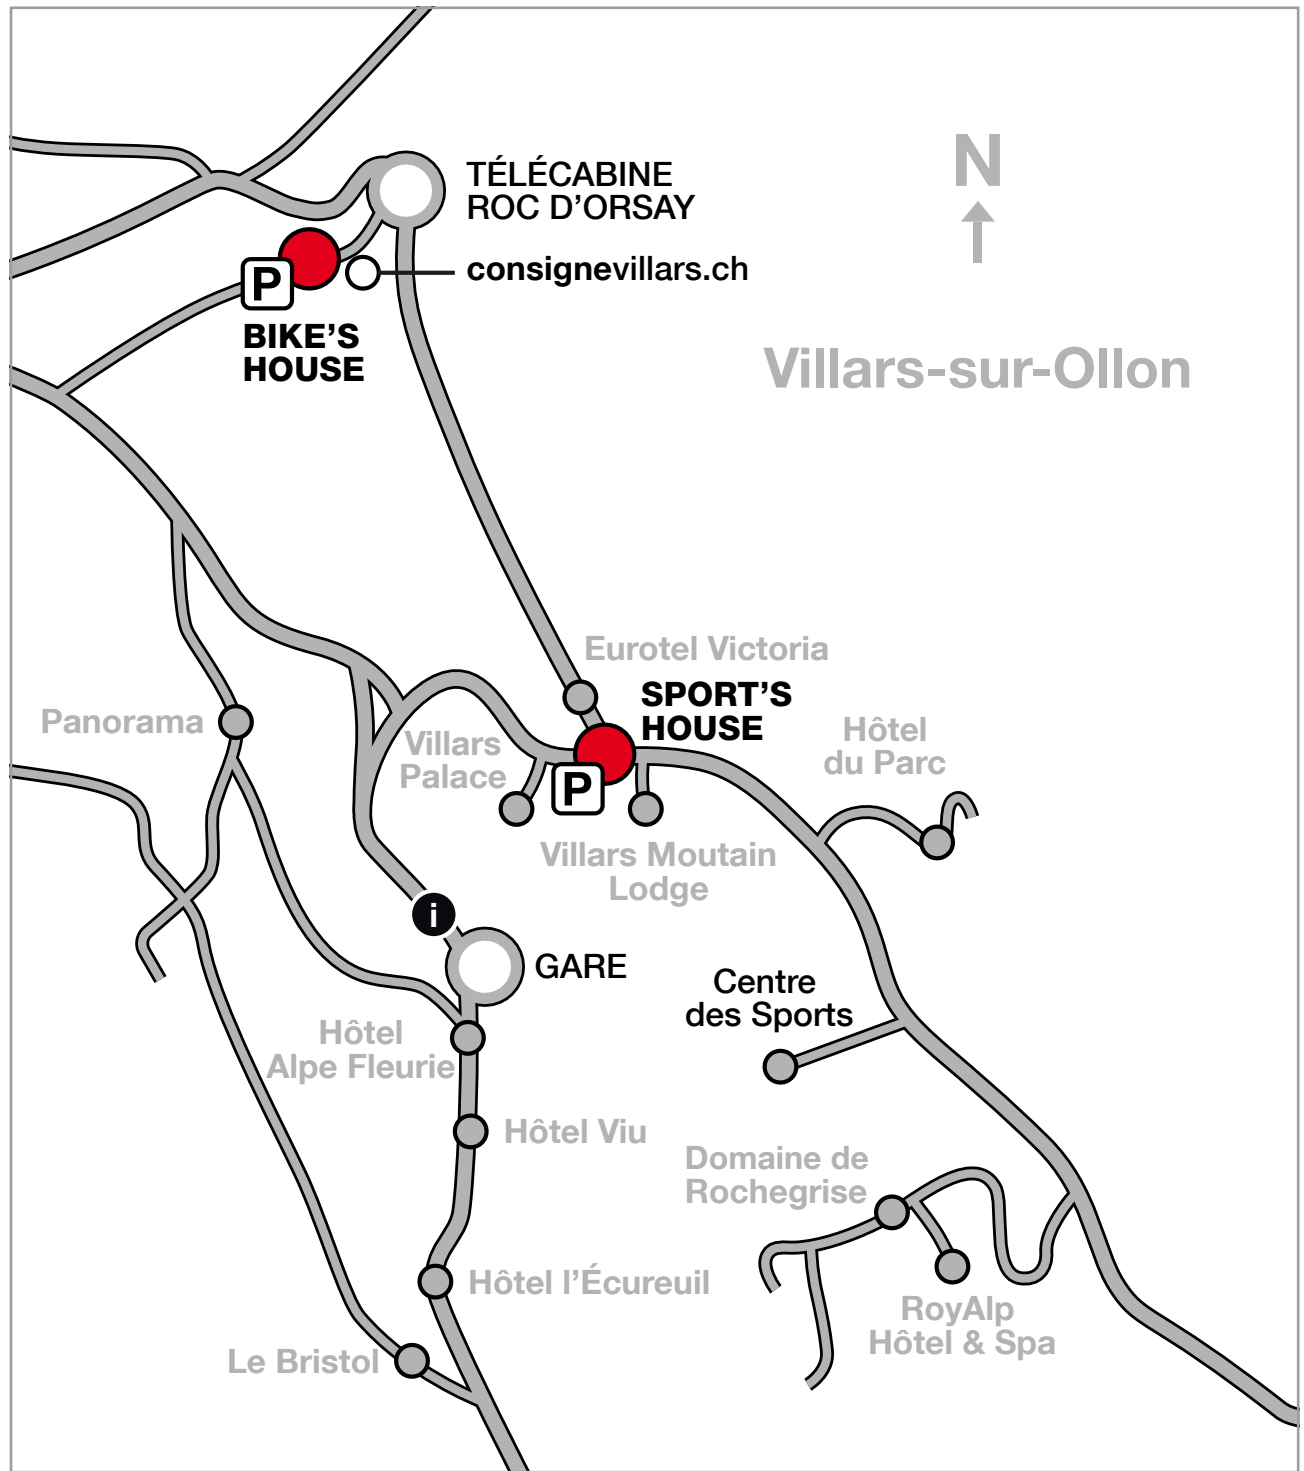 TÉLÉCABINE
ROC D'ORSAY
N
consignevillars.ch
P
BIKE'S
HOUSE
Villars-sur-Ollon
Eurotel Victoria
SPORT'S
HOUSE
Panorama
Villars
Palace
P
Hôtel
du Parc
Villars Moutain
Lodge
i
GARE
Centre
des Sports
Hôtel
Alpe Fleurie
Hôtel Viu
Domaine de
Rochegrise
Hôtel l'Écureuil
RoyAlp
Hôtel & Spa
Le Bristol